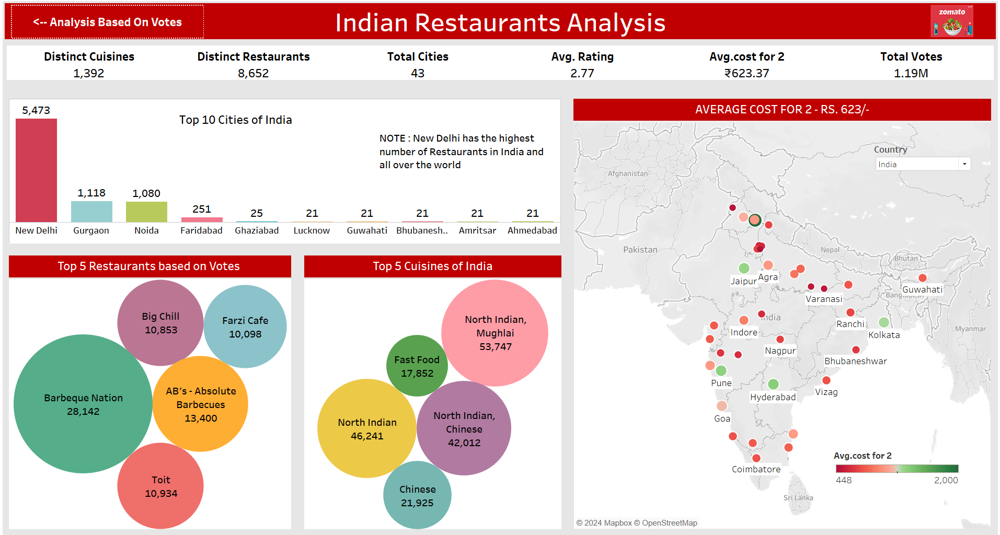 <-- Analysis Based On Votes
Indian Restaurants Analysis
zomato
Distinct Cuisines
1,392
Distinct Restaurants
8,652
Total Cities
43
Avg. Rating
2.77
Avg.cost for 2
₹623.37
Total Votes
1.19M
Top 10 Cities of India
NOTE : New Delhi has the highest
number of Restaurants in India and
all over the world
5,473
1,118
1,080
251
25
21
21
21
21
21
New Delhi
Gurgaon
Noida
Faridabad
Ghaziabad
Lucknow
Guwahati
Bhubanesh..
Amritsar
Ahmedabad
Top 5 Restaurants based on Votes
Big Chill
10,853
Farzi Cafe
10,098
Barbeque Nation
28,142
AB's - Absolute
Barbecues
13,400
Toit
10,934
Top 5 Cuisines of India
North Indian,
Mughlai
53,747
Fast Food
17,852
North Indian
46,241
North Indian,
Chinese
42,012
Chinese
21,925
AVERAGE COST FOR 2 - RS. 623/-
Country
India
Afghanistan
Pakistan
Nepal
Bhutan
Jaipur
Agra
Guwahati
Bangladesh
Varanasi
India
Ranchi
Indore
Kolkata
Myanmar
Nagpur
Bhubaneshwar
Pune
Hyderabad
Vizag
Goa
Coimbatore
Avg.cost for 2
448
2,000
Sri Lanka
© 2024 Mapbox © OpenStreetMap